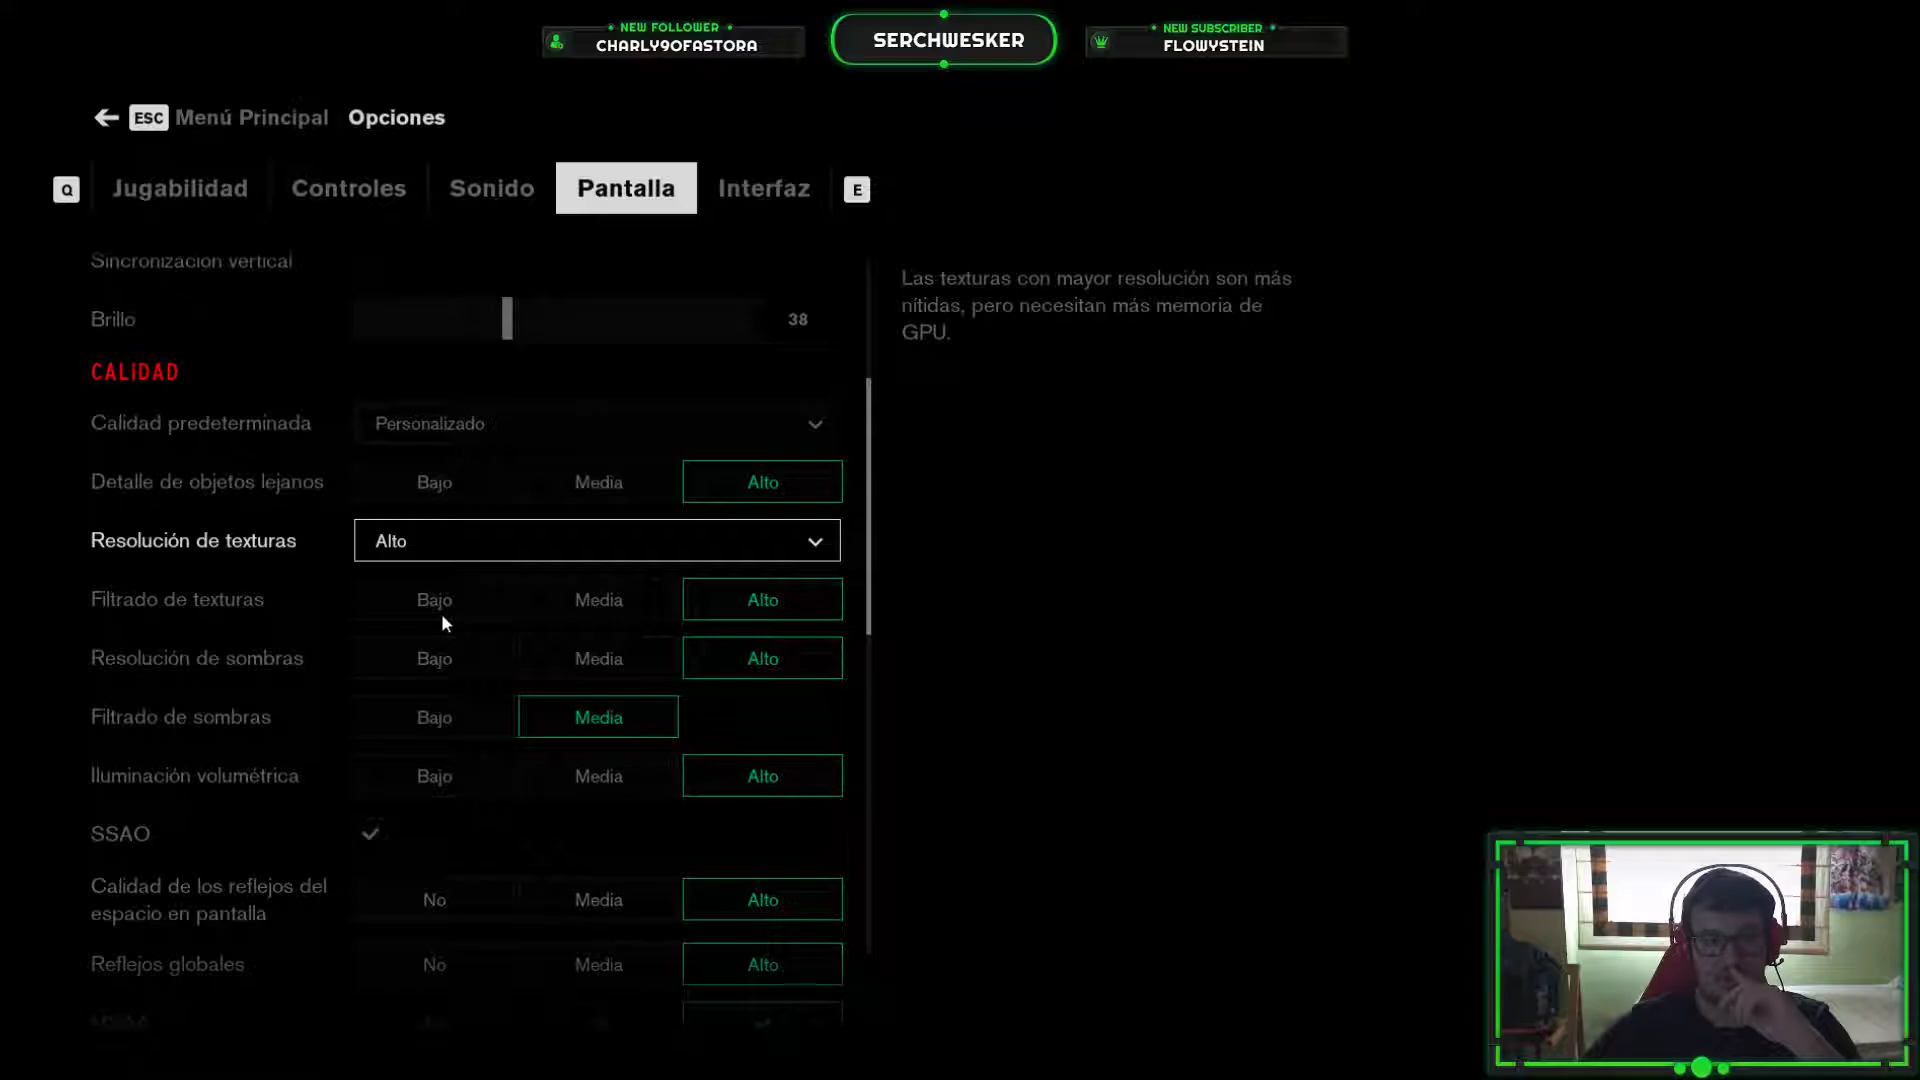 NEW FOLLOWER
CHARLY90FASTORA
SERCHWESKER
NEW SUBSCRIBER
FLOWYSTEIN
ESC Menú Principal Opciones
Q Jugabilidad Controles Sonido Pantalla Interfaz E
Sincronización vertical
Brillo 38
CALIDAD
Calidad predeterminada Personalizado
Detalle de objetos lejanos Bajo Media Alto
Resolución de texturas Alto
Filtrado de texturas Bajo Media Alto
Resolución de sombras Bajo Media Alto
Filtrado de sombras Bajo Media
Iluminación volumétrica Bajo Media Alto
SSAO
Calidad de los reflejos del
espacio en pantalla No Media Alto
Reflejos globales No Media Alto
Las texturas con mayor resolución son más
nítidas, pero necesitan más memoria de
GPU.